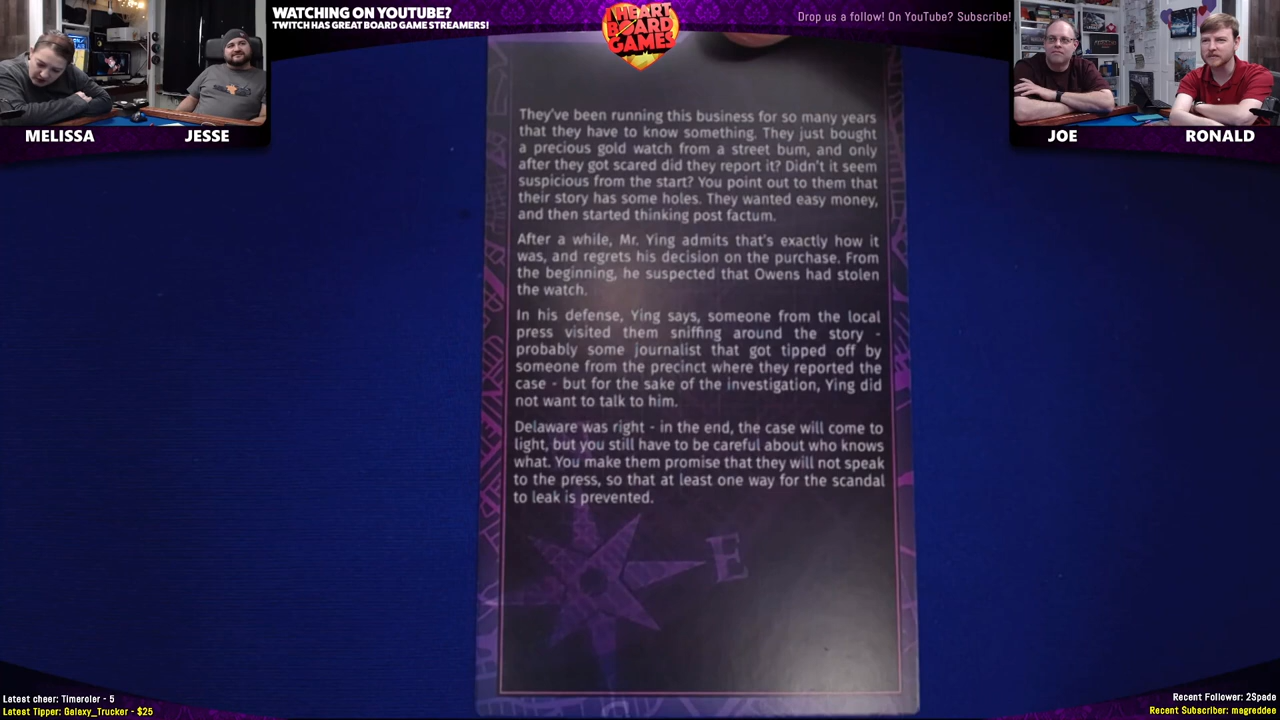 WATCHING ON YOUTUBE?
TWITCH HAS GREAT BOARD GAME STREAMERS!
I HEART
BOARD
GAMES
Drop us a follow! On YouTube? Subscribe!
MELISSA
JESSE
JOE
RONALD
They've been running this business for so many years
that they have to know something. They just bought
a precious gold watch from a street bum, and only
after they got scared did they report it? Didn't it seem
suspicious from the start? You point out to them that
their story has some holes. They wanted easy money,
and then started thinking post factum.
After a while, Mr. Ying admits that's exactly how it
was, and regrets his decision on the purchase. From
the beginning, he suspected that Owens had stolen
the watch.
In his defense, Ying says, someone from the local
press visited them sniffing around the story -
probably some journalist that got tipped off by
someone from the precinct where they reported the
case - but for the sake of the investigation, Ying did
not want to talk to him.
Delaware was right - in the end, the case will come to
light, but you still have to be careful about who knows
what. You make them promise that they will not speak
to the press, so that at least one way for the scandal
to leak is prevented.
E
Latest cheer: Timeroler - 5
Latest Tipper: Galaxy_Trucker - $25
Recent Follower: 2Spade
Recent Subscriber: magreddee